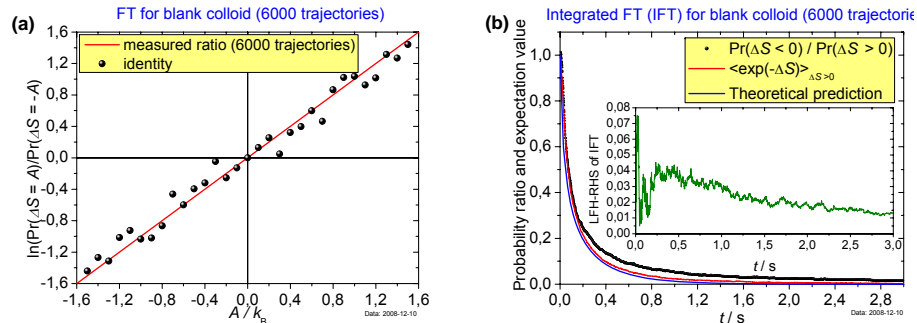 (a)
FT for blank colloid (6000 trajectories)
ln(Pr(ΔS = A)/Pr(ΔS = -A)
1,6
1,2
0,8
0,4
0,0
-0,4
-0,8
-1,2
-1,6
measured ratio (6000 trajectories)
identity
-1,6 -1,2 -0,8 -0,4 0,0 0,4 0,8 1,2 1,6
A / kB
Data: 2008-12-10
(b)
Integrated FT (IFT) for blank colloid (6000 trajectorie
Probability ratio and expectation value
1,0
0,8
0,6
0,4
0,2
0,0
Pr(ΔS < 0) / Pr(ΔS > 0)
<exp(-ΔS)>ΔS>0
Theoretical prediction
LFH-RHS of IFT
0,08
0,07
0,06
0,05
0,04
0,03
0,02
0,01
0,00
0,0 0,5 1,0 1,5 2,0 2,5 3,0
t / s
0,0 0,4 0,8 1,2 1,6 2,0 2,4 2,8
t / s
Data: 2008-12-10